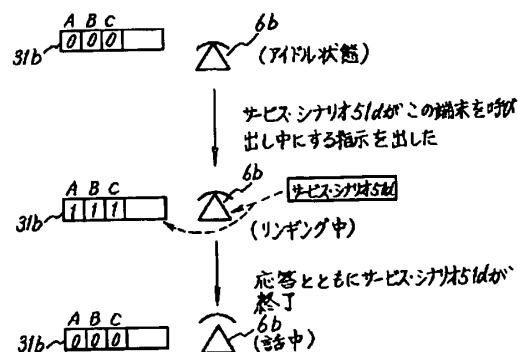 A B C
0 0 0
31b
6b
(アイドル状態)
サービス・シナリオ51dがこの端末を呼び
出し中にする指示を出した
A B C
1 1 1
31b
6b
サービス・シナリオ51d
(リンギング中)
応答とともにサービス・シナリオ51dが
終了
A B C
0 0 0
31b
6b
(話中)